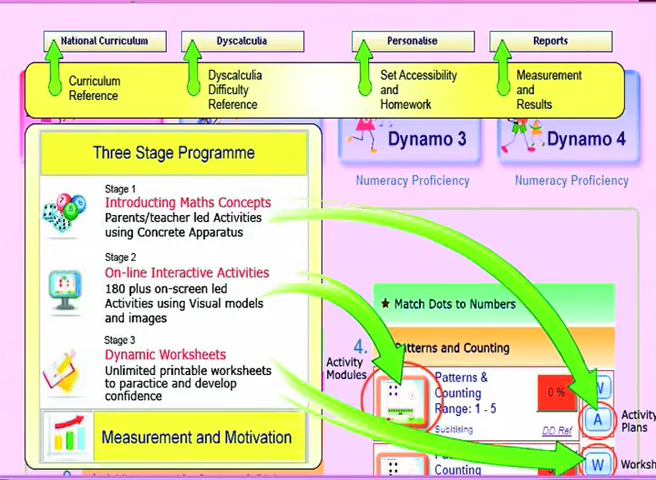 National Curriculum
Dyscalculia
Personalise
Reports
Curriculum
Reference
Dyscalculia
Difficulty
Reference
Set Accessibility
and
Homework
Measurement
and
Results
Dynamo 3
Dynamo 4
Numeracy Proficiency
Numeracy Proficiency
Three Stage Programme
Stage 1
Introducting Maths Concepts
Parents/teacher led Activities
using Concrete Apparatus
Stage 2
On-line Interactive Activities
180 plus on-screen led
Activities using Visual models
and images
Stage 3
Dynamic Worksheets
Unlimited printable worksheets
to paractice and develop
confidence
Measurement and Motivation
★ Match Dots to Numbers
4. Patterns and Counting
Activity
Modules
Patterns &
Counting
Range: 1 - 5
Subitising
0 %
DD Ref
W
A
Activity
Plans
Counting
W
Worksh